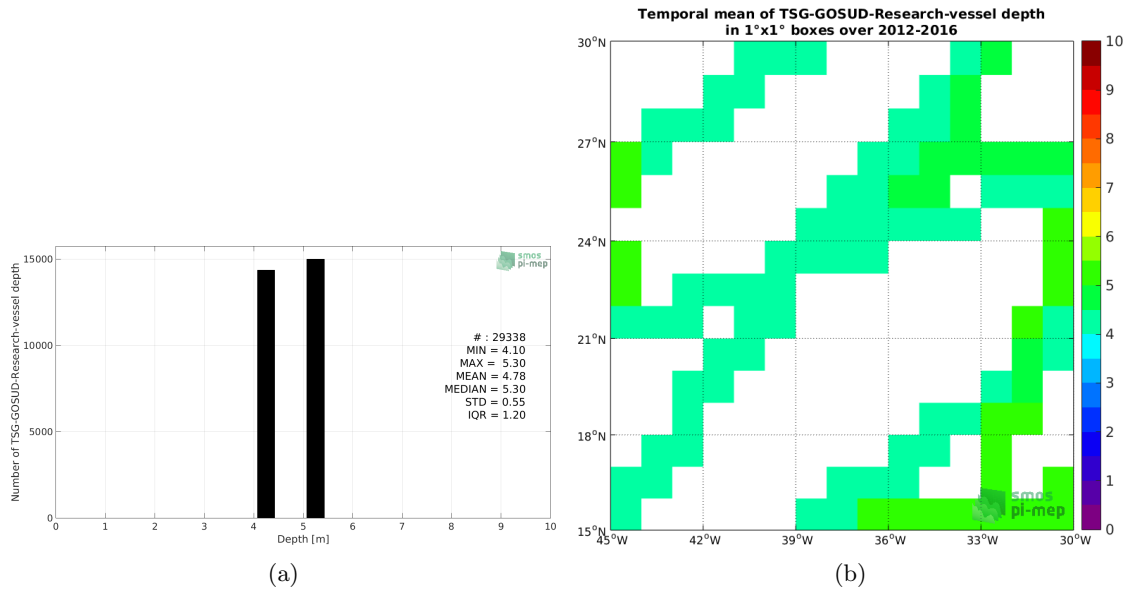 Number of TSG-GOSUD-Research-vessel depth
15000
10000
5000
0
0 1 2 3 4 5 6 7 8 9 10
Depth [m]
smos
pi-mep
# : 29338
MIN = 4.10
MAX = 5.30
MEAN = 4.78
MEDIAN = 5.30
STD = 0.55
IQR = 1.20
(a)
Temporal mean of TSG-GOSUD-Research-vessel depth
in 1°x1° boxes over 2012-2016
30°N
27°N
24°N
21°N
18°N
15°N
45°W 42°W 39°W 36°W 33°W 30°W
smos
pi-mep
10
9
8
7
6
5
4
3
2
1
0
(b)